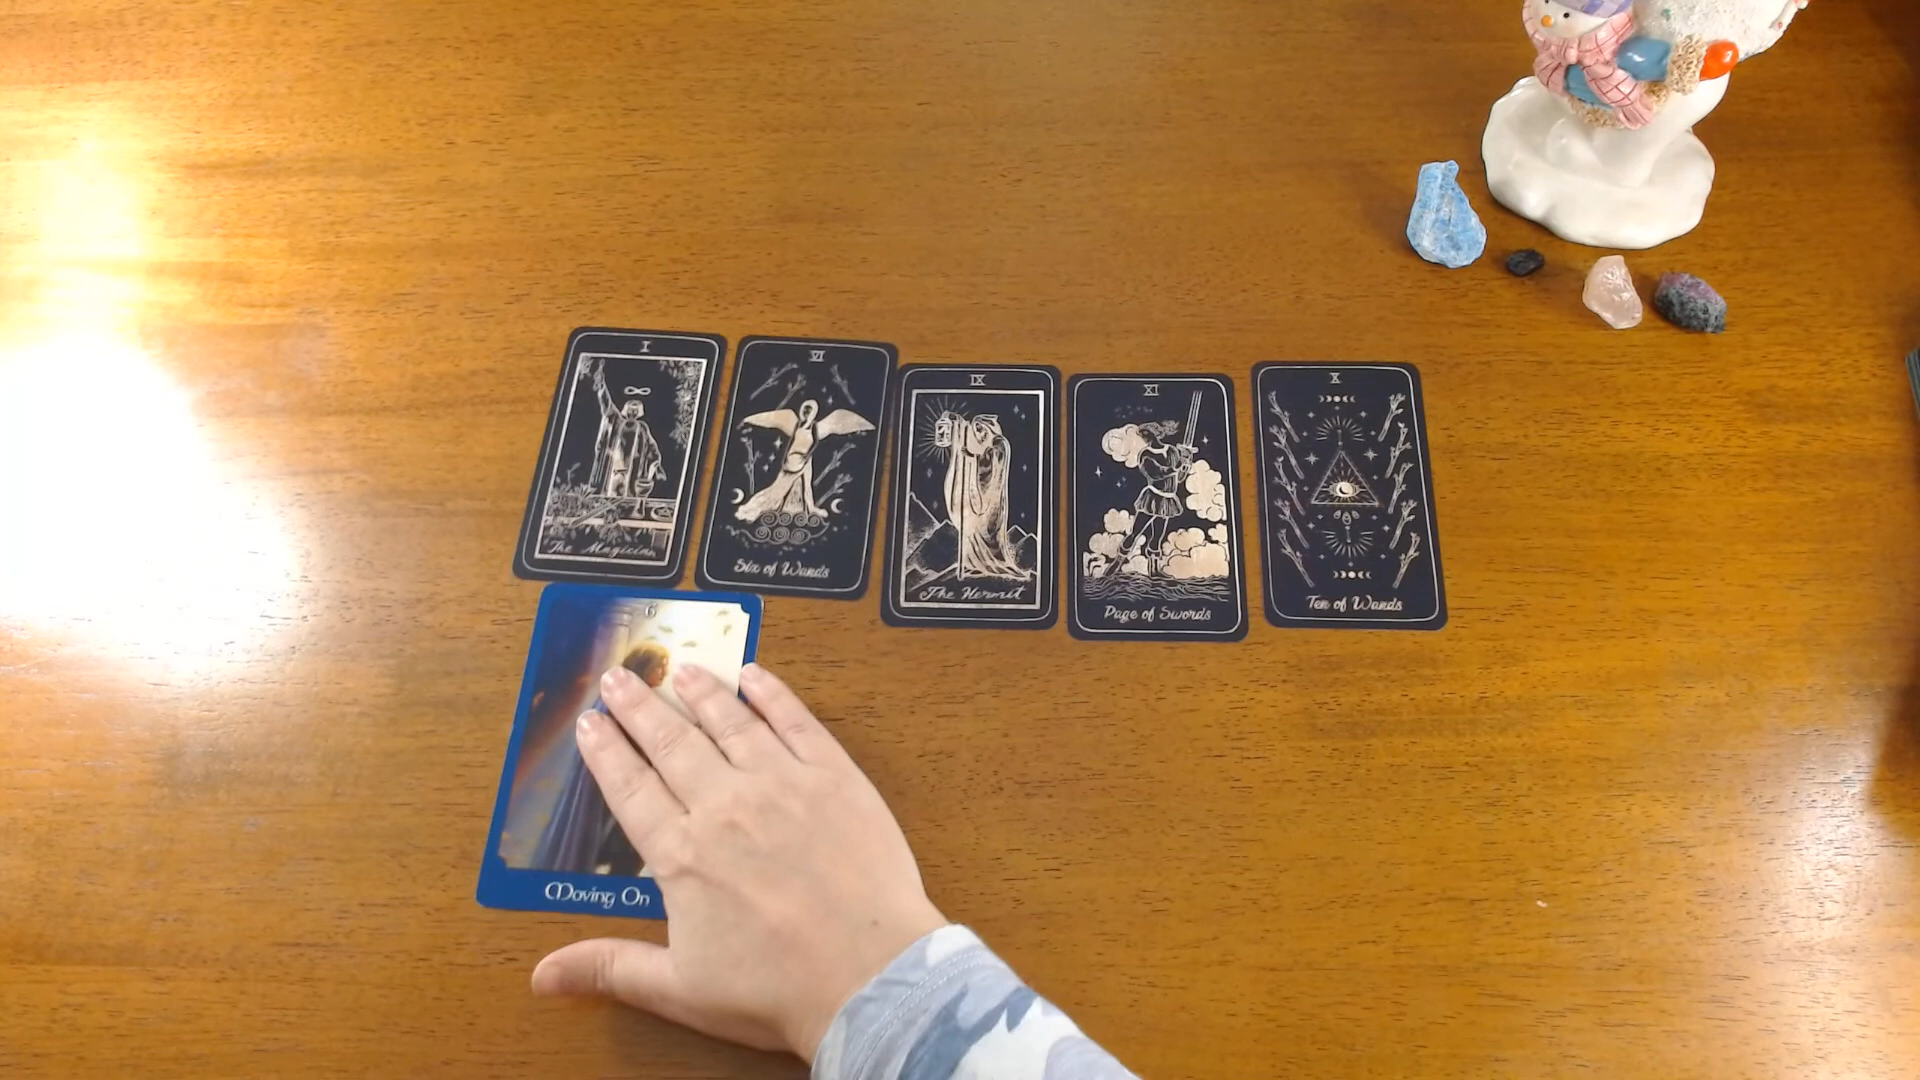 I
The Magician
VI
Six of Wands
IX
The Hermit
XI
Page of Swords
X
Ten of Wands
6
Moving On